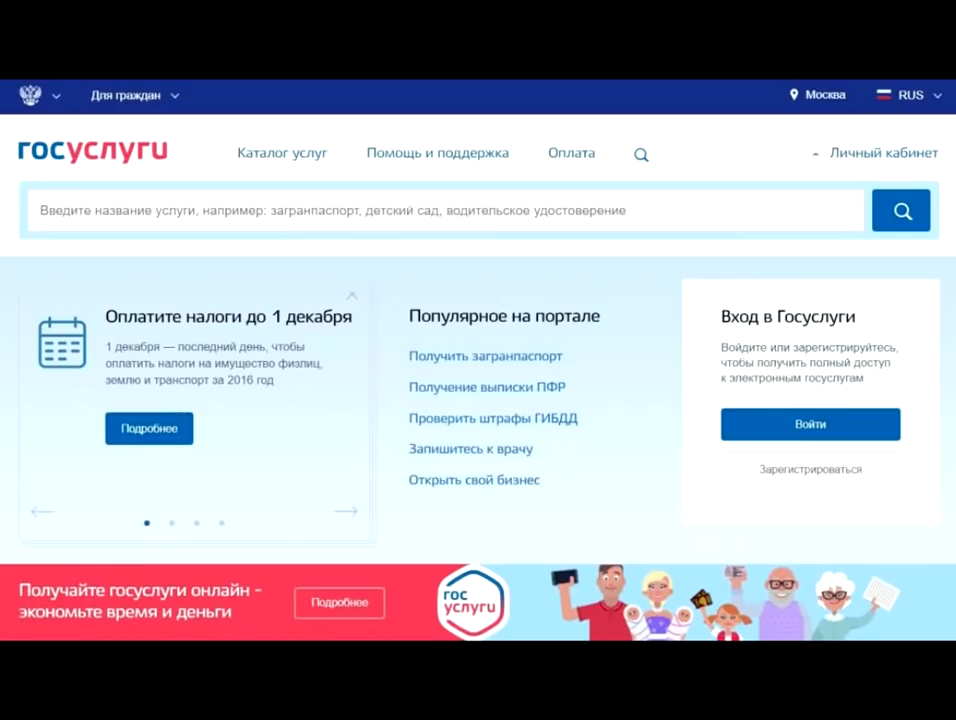 Для граждан
Москва
RUS
госуслуги
Каталог услуг
Помощь и поддержка
Оплата
Личный кабинет
Введите название услуги, например: загранпаспорт, детский сад, водительское удостоверение
Оплатите налоги до 1 декабря
1 декабря — последний день, чтобы
оплатить налоги на имущество физлиц,
землю и транспорт за 2016 год
Подробнее
Популярное на портале
Получить загранпаспорт
Получение выписки ПФР
Проверить штрафы ГИБДД
Запишитесь к врачу
Открыть свой бизнес
Вход в Госуслуги
Войдите или зарегистрируйтесь,
чтобы получить полный доступ
к электронным госуслугам
Войти
Зарегистрироваться
Получайте госуслуги онлайн -
экономьте время и деньги
Подробнее
гос
услуги